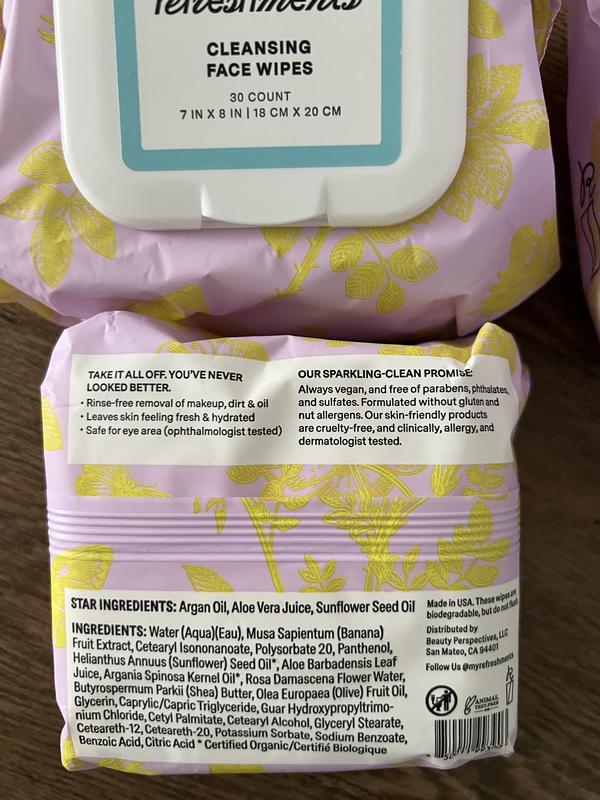 refreshments
CLEANSING
FACE WIPES
30 COUNT
7 IN X 8 IN | 18 CM X 20 CM
TAKE IT ALL OFF. YOU'VE NEVER
LOOKED BETTER.
• Rinse-free removal of makeup, dirt & oil
• Leaves skin feeling fresh & hydrated
• Safe for eye area (ophthalmologist tested)
OUR SPARKLING-CLEAN PROMISE:
Always vegan, and free of parabens, phthalates,
and sulfates. Formulated without gluten and
nut allergens. Our skin-friendly products
are cruelty-free, and clinically, allergy, and
dermatologist tested.
STAR INGREDIENTS: Argan Oil, Aloe Vera Juice, Sunflower Seed Oil
INGREDIENTS: Water (Aqua)(Eau), Musa Sapientum (Banana)
Fruit Extract, Cetearyl Isononanoate, Polysorbate 20, Panthenol,
Helianthus Annuus (Sunflower) Seed Oil*, Aloe Barbadensis Leaf
Juice, Argania Spinosa Kernel Oil*, Rosa Damascena Flower Water,
Butyrospermum Parkii (Shea) Butter, Olea Europaea (Olive) Fruit Oil,
Glycerin, Caprylic/Capric Triglyceride, Guar Hydroxypropyltrimo-
nium Chloride, Cetyl Palmitate, Cetearyl Alcohol, Glyceryl Stearate,
Ceteareth-12, Ceteareth-20, Potassium Sorbate, Sodium Benzoate,
Benzoic Acid, Citric Acid * Certified Organic/Certifié Biologique
Made in USA. These wipes are
biodegradable, but do not flush.
Distributed by
Beauty Perspectives, LLC
San Mateo, CA 94401
Follow Us @myrefreshments
ANIMAL
TEST-FREE